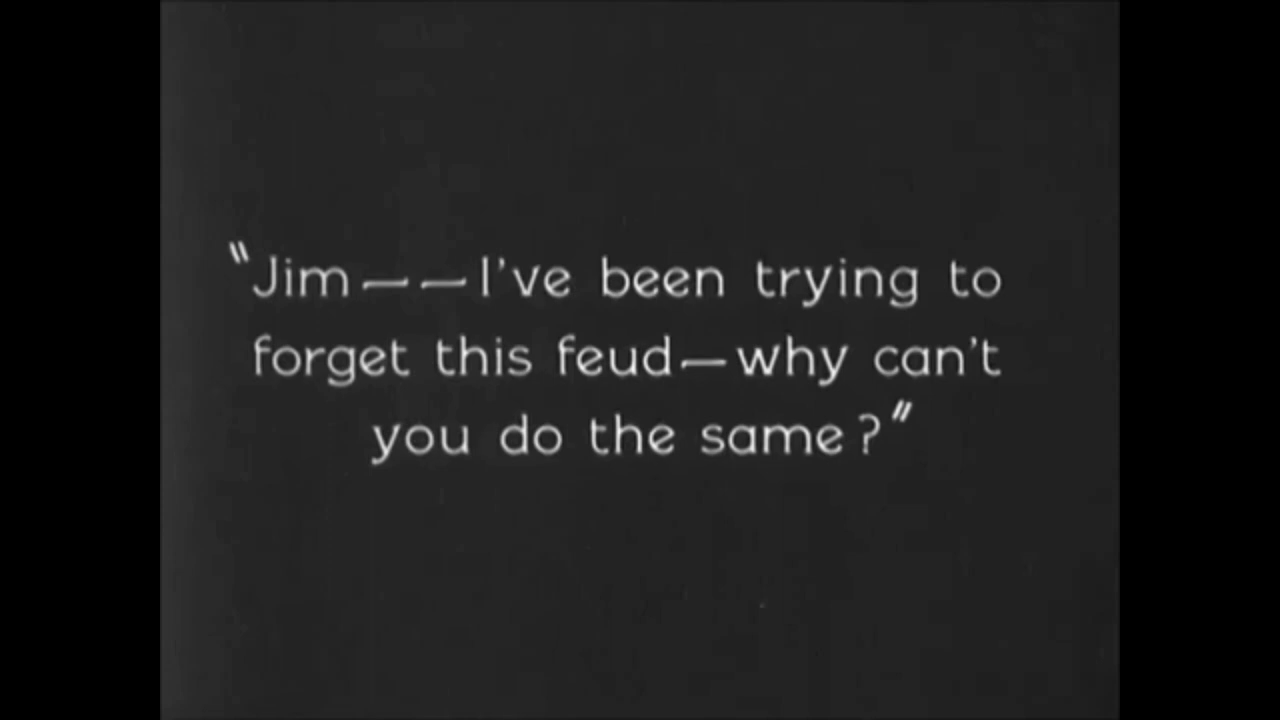 "Jim — — I've been trying to
forget this feud — why can't
you do the same?"